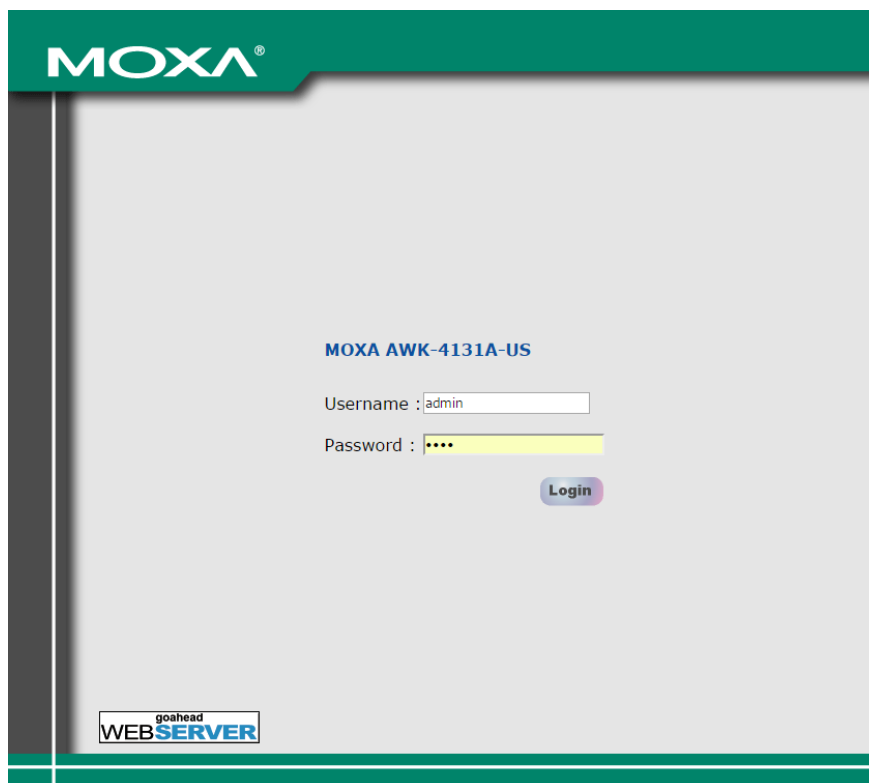 MOXA®
MOXA AWK-4131A-US
Username : admin
Password : ••••
Login
goahead
WEBSERVER